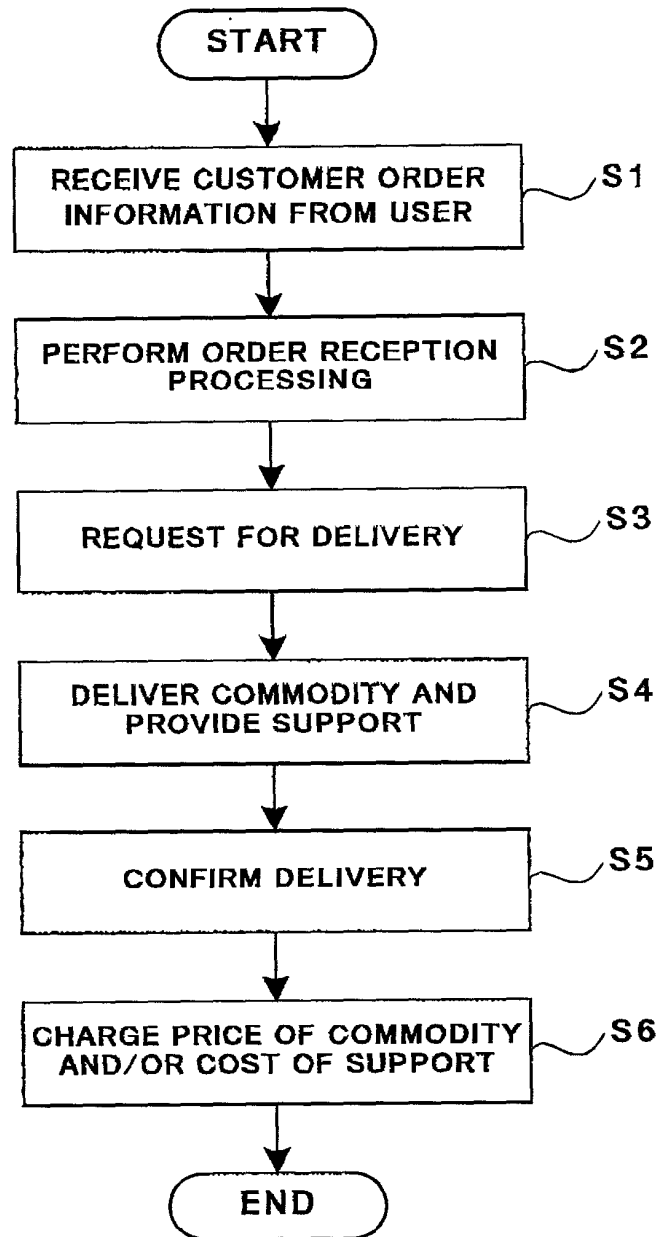 START
RECEIVE CUSTOMER ORDER
INFORMATION FROM USER
S1
PERFORM ORDER RECEPTION
PROCESSING
S2
REQUEST FOR DELIVERY
S3
DELIVER COMMODITY AND
PROVIDE SUPPORT
S4
CONFIRM DELIVERY
S5
CHARGE PRICE OF COMMODITY
AND/OR COST OF SUPPORT
S6
END